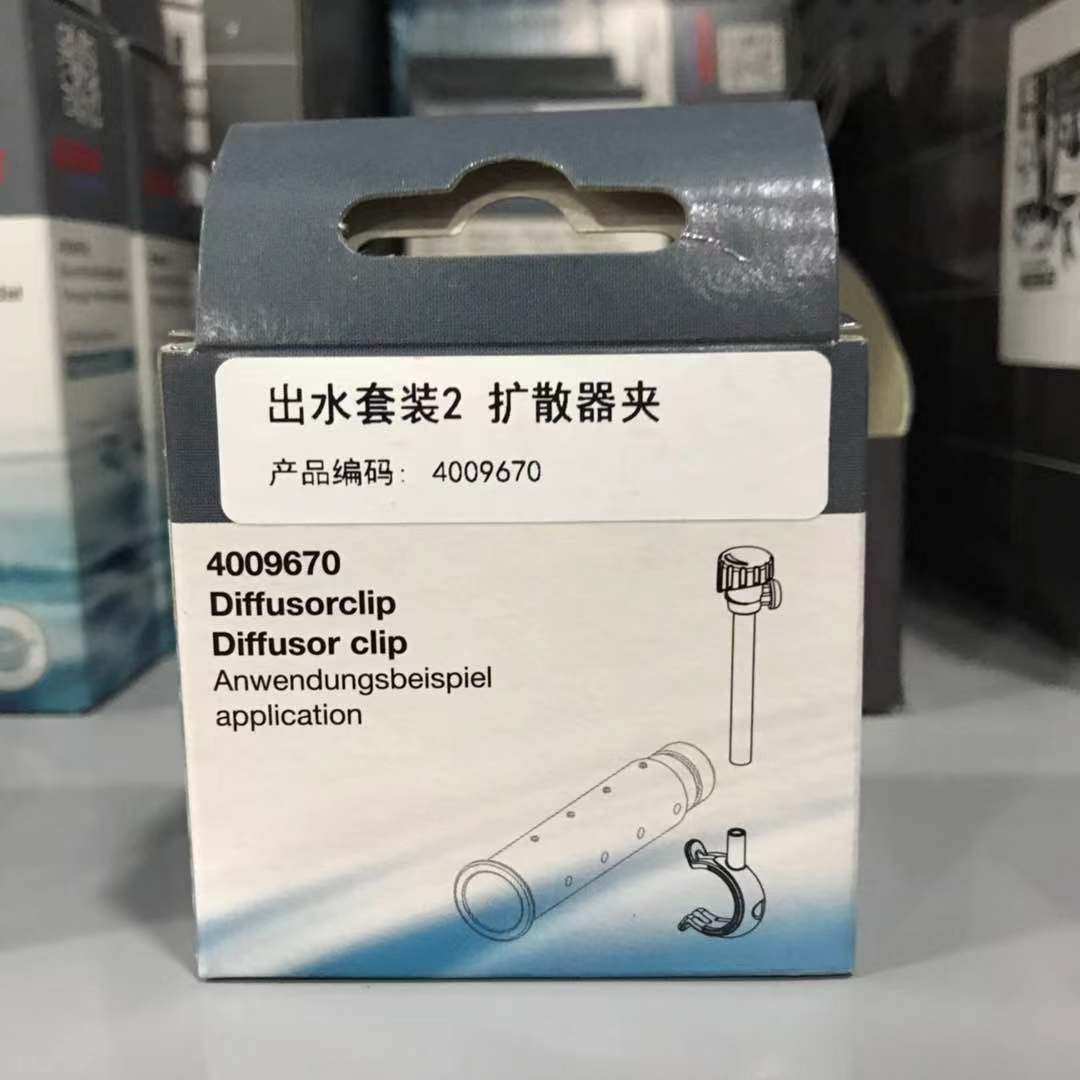 出水套装2 扩散器夹
产品编码: 4009670
4009670
Diffusorclip
Diffusor clip
Anwendungsbeispiel
application